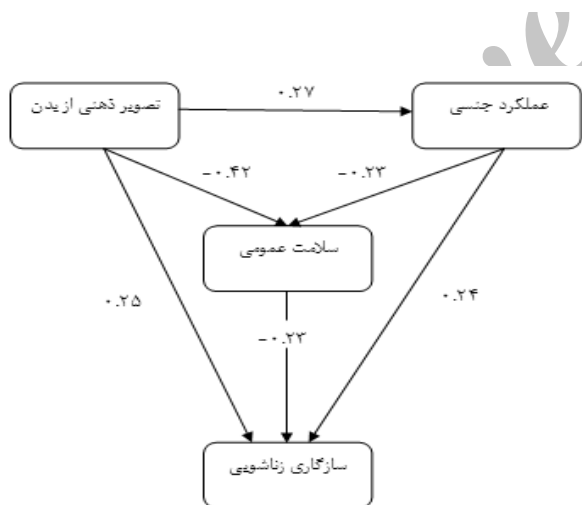 ۰.۲۷
تصویر ذهنی از بدن
عملکرد جنسی
-۰.۴۲
-۰.۲۳
سلامت عمومی
۰.۲۵
۰.۲۴
-۰.۲۳
سازگاری زناشویی